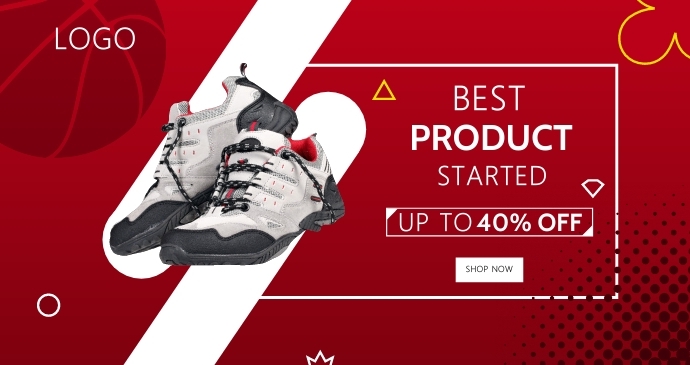 LOGO
BEST
PRODUCT
STARTED
UP TO 40% OFF
SHOP NOW